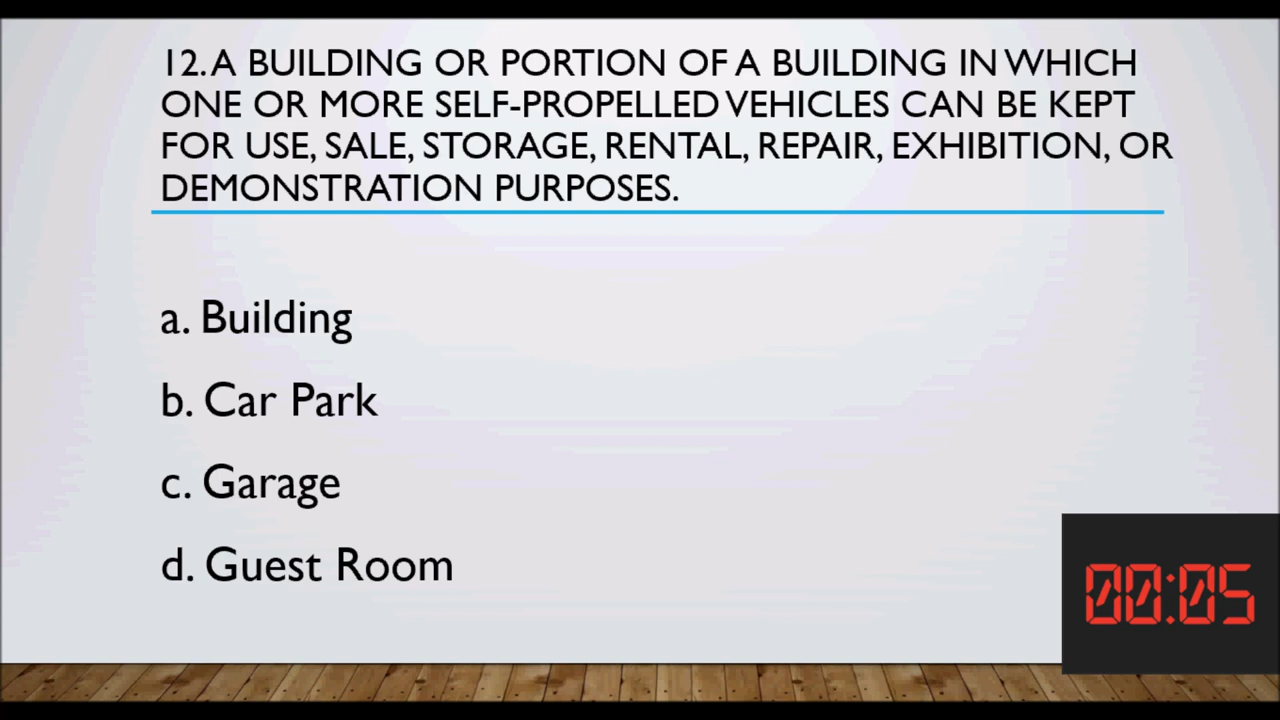 12. A BUILDING OR PORTION OF A BUILDING IN WHICH
ONE OR MORE SELF-PROPELLED VEHICLES CAN BE KEPT
FOR USE, SALE, STORAGE, RENTAL, REPAIR, EXHIBITION, OR
DEMONSTRATION PURPOSES.
a. Building
b. Car Park
c. Garage
d. Guest Room
00:05